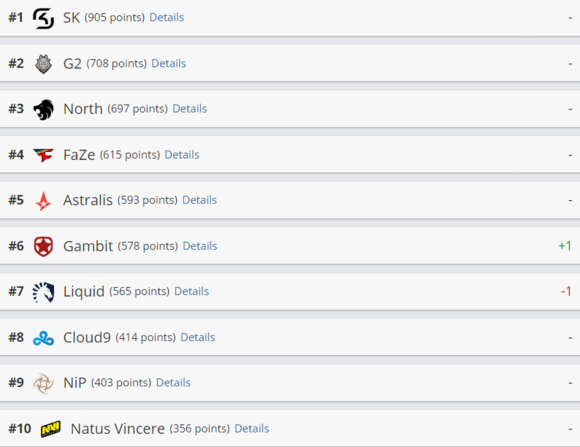 #1 SK (905 points) Details -
#2 G2 (708 points) Details -
#3 North (697 points) Details -
#4 FaZe (615 points) Details -
#5 Astralis (593 points) Details -
#6 Gambit (578 points) Details +1
#7 Liquid (565 points) Details -1
#8 Cloud9 (414 points) Details -
#9 NiP (403 points) Details -
#10 Natus Vincere (356 points) Details -